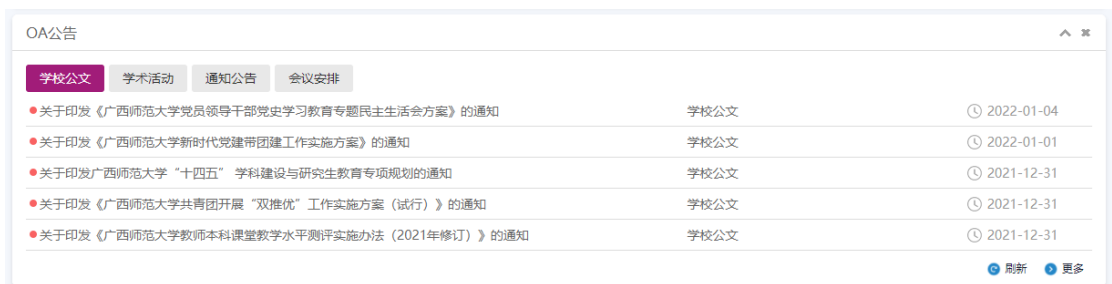 OA公告
学校公文 学术活动 通知公告 会议安排
关于印发《广西师范大学党员领导干部党史学习教育专题民主生活会方案》的通知 学校公文 2022-01-04
关于印发《广西师范大学新时代党建带团建工作实施方案》的通知 学校公文 2022-01-01
关于印发广西师范大学“十四五” 学科建设与研究生教育专项规划的通知 学校公文 2021-12-31
关于印发《广西师范大学共青团开展“双推优”工作实施方案（试行）》的通知 学校公文 2021-12-31
关于印发《广西师范大学教师本科课堂教学水平测评实施办法（2021年修订）》的通知 学校公文 2021-12-31
刷新 更多